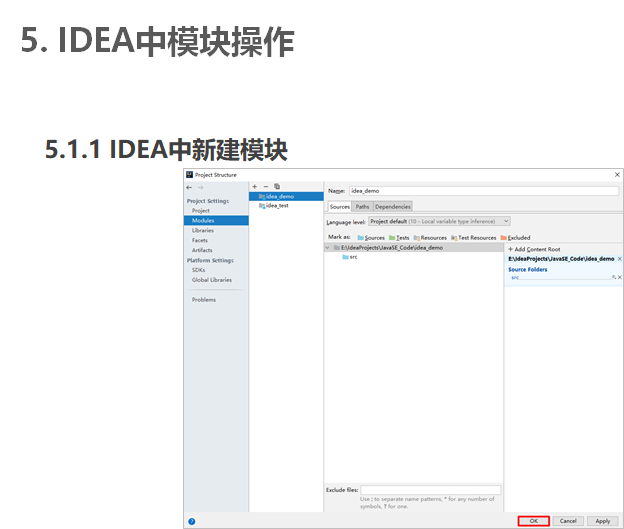 5. IDEA中模块操作
5.1.1 IDEA中新建模块
Project Structure
Project Settings
Project
Modules
Libraries
Facets
Artifacts
Platform Settings
SDKs
Global Libraries
Problems
idea_demo
idea_test
Name: idea_demo
Sources Paths Dependencies
Language level: Project default (10 - Local variable type inference)
Mark as: Sources Tests Resources Test Resources Excluded
E:\IdeaProjects\JavaSE_Code\idea_demo
src
+ Add Content Root
E:\IdeaProjects\JavaSE_Code\idea_demo
Source Folders
src
Exclude files:
Use ; to separate name patterns, * for any number of
symbols, ? for one.
OK Cancel Apply